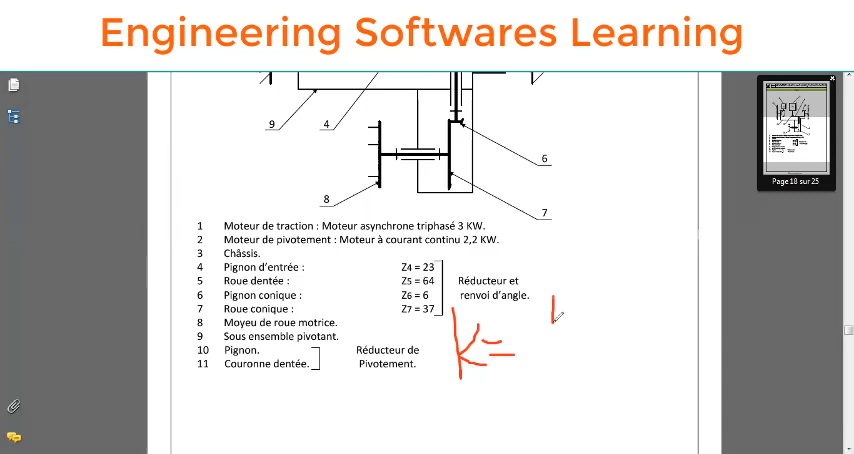 Engineering Softwares Learning
9
4
6
8
7
Page 18 sur 25
1 Moteur de traction : Moteur asynchrone triphasé 3 KW.
2 Moteur de pivotement : Moteur à courant continu 2,2 KW.
3 Châssis.
4 Pignon d'entrée : Z4 = 23
5 Roue dentée : Z5 = 64 Réducteur et
6 Pignon conique : Z6 = 6 renvoi d'angle.
7 Roue conique : Z7 = 37
8 Moyeu de roue motrice.
9 Sous ensemble pivotant.
10 Pignon. Réducteur de
11 Couronne dentée. Pivotement.
K =